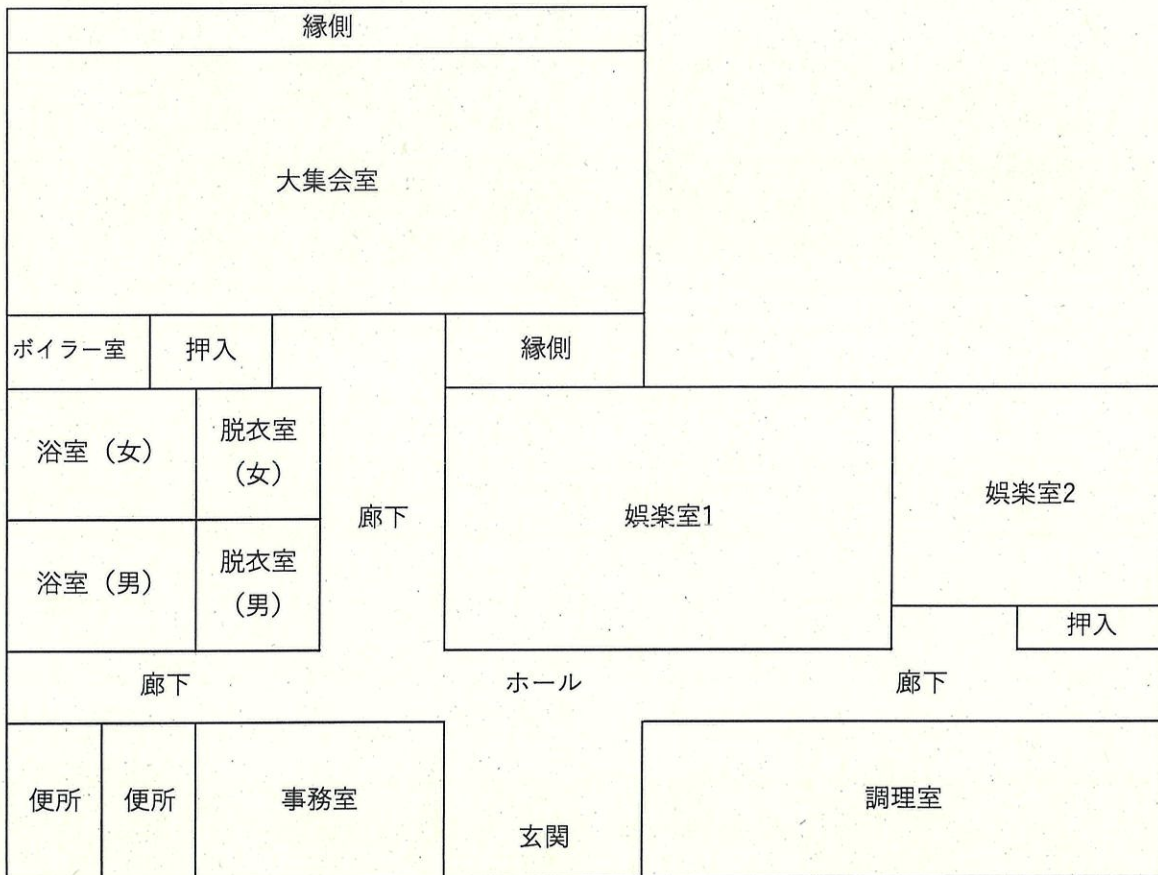 縁側
大集会室
ボイラー室
押入
縁側
浴室（女）
脱衣室
（女）
廊下
娯楽室1
娯楽室2
浴室（男）
脱衣室
（男）
押入
廊下
ホール
廊下
便所
便所
事務室
玄関
調理室